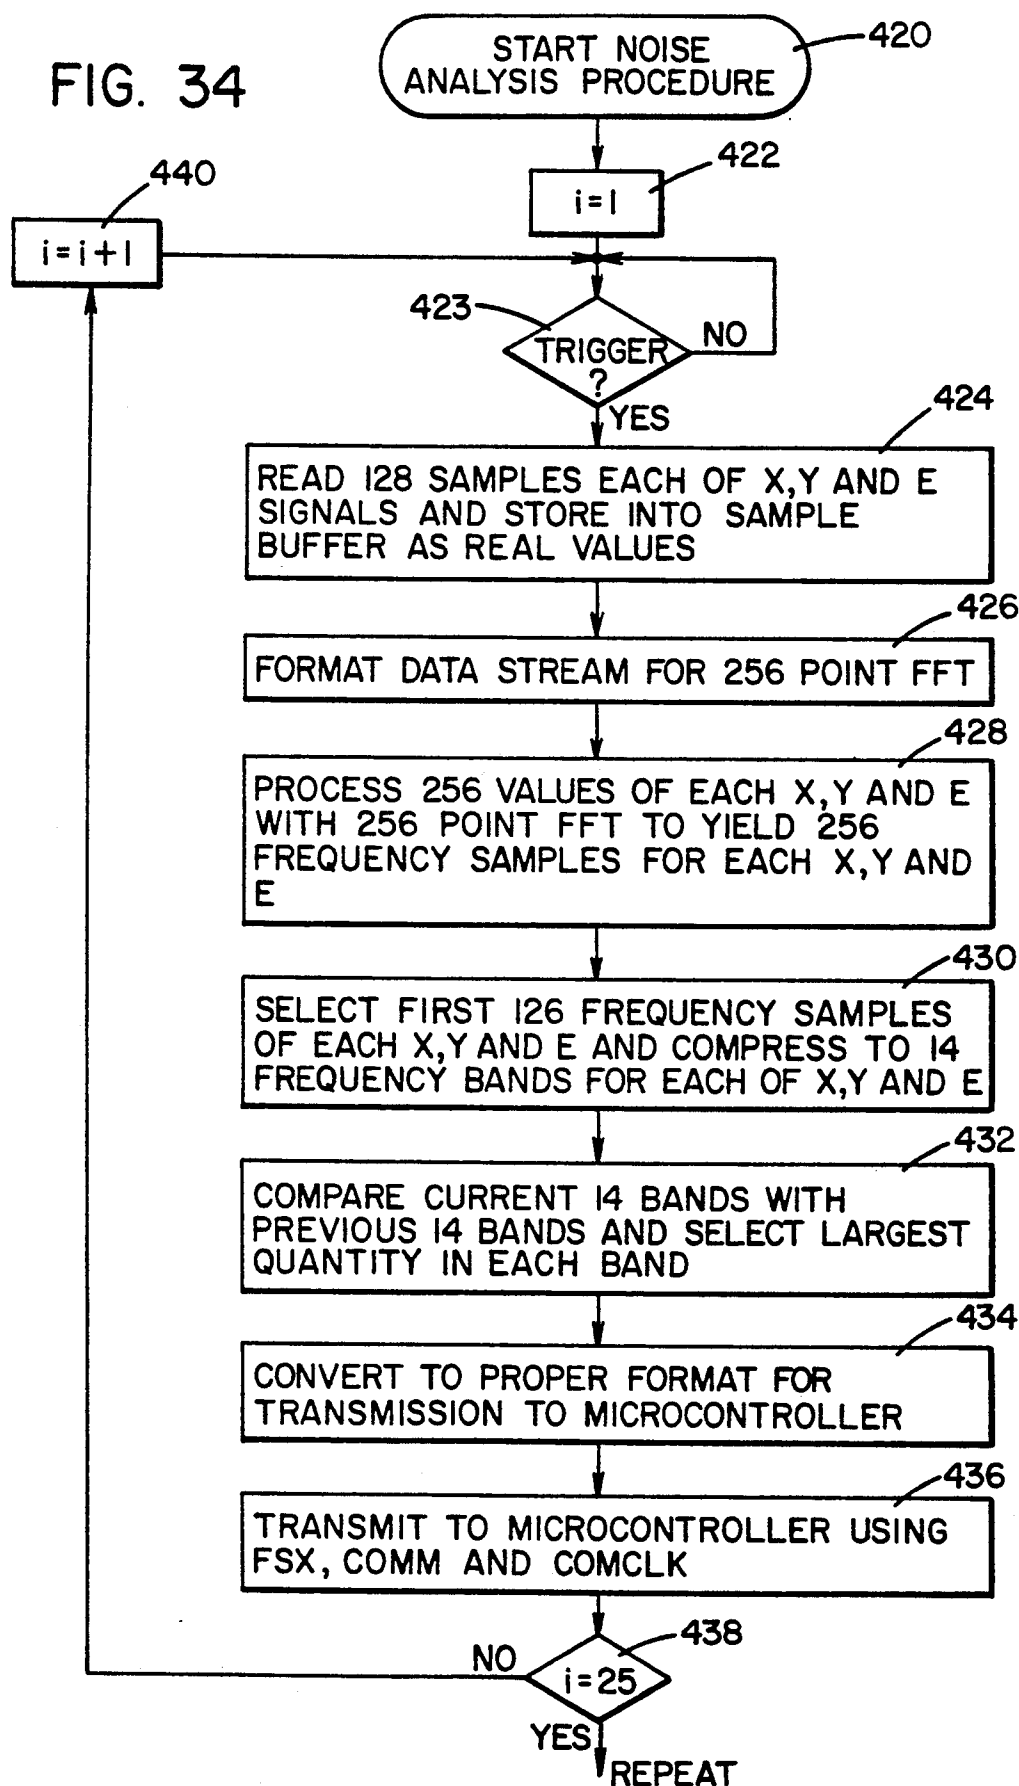 FIG. 34
START NOISE
ANALYSIS PROCEDURE
420
422
i=1
440
i=i+1
423
TRIGGER
?
NO
YES
424
READ 128 SAMPLES EACH OF X,Y AND E
SIGNALS AND STORE INTO SAMPLE
BUFFER AS REAL VALUES
426
FORMAT DATA STREAM FOR 256 POINT FFT
428
PROCESS 256 VALUES OF EACH X,Y AND E
WITH 256 POINT FFT TO YIELD 256
FREQUENCY SAMPLES FOR EACH X,Y AND
E
430
SELECT FIRST 126 FREQUENCY SAMPLES
OF EACH X,Y AND E AND COMPRESS TO 14
FREQUENCY BANDS FOR EACH OF X,Y AND E
432
COMPARE CURRENT 14 BANDS WITH
PREVIOUS 14 BANDS AND SELECT LARGEST
QUANTITY IN EACH BAND
434
CONVERT TO PROPER FORMAT FOR
TRANSMISSION TO MICROCONTROLLER
436
TRANSMIT TO MICROCONTROLLER USING
FSX, COMM AND COMCLK
438
NO
i=25
YES
REPEAT